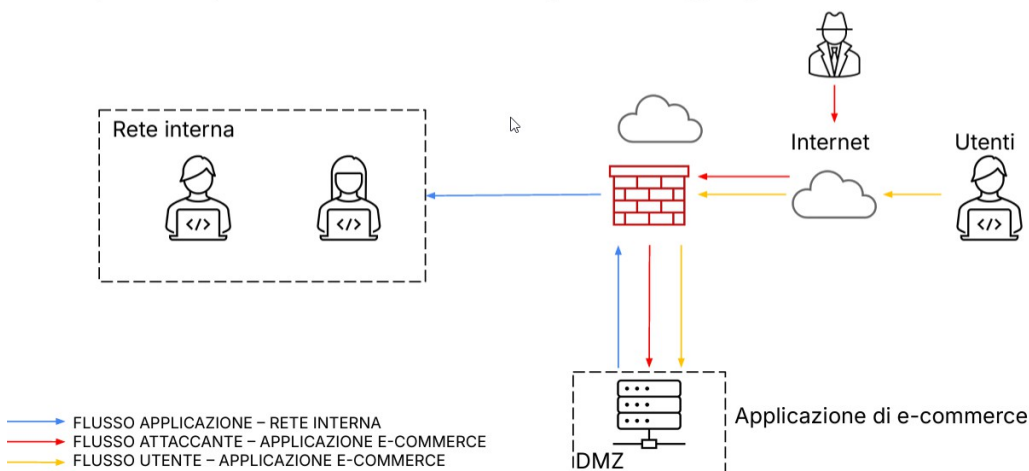 Rete interna
</>
</>
Internet
Utenti
</>
Applicazione di e-commerce
DMZ
FLUSSO APPLICAZIONE – RETE INTERNA
FLUSSO ATTACCANTE – APPLICAZIONE E-COMMERCE
FLUSSO UTENTE – APPLICAZIONE E-COMMERCE